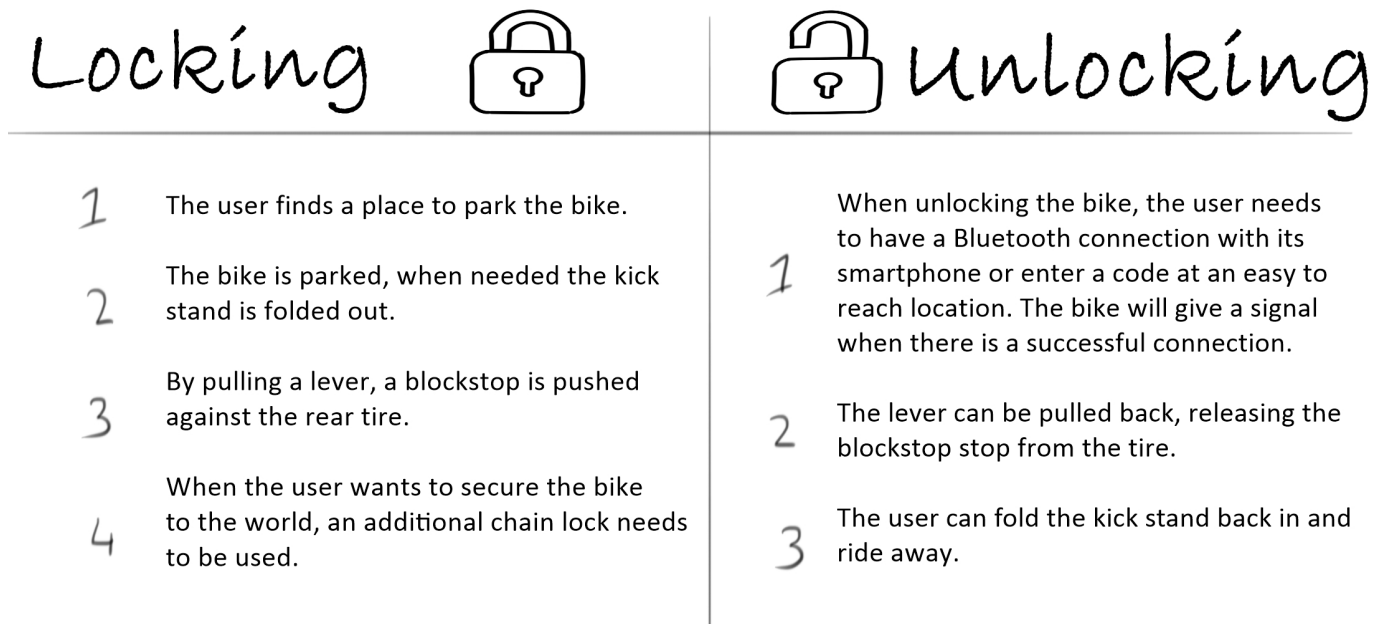 Locking
Unlocking
1
The user finds a place to park the bike.
2
The bike is parked, when needed the kick
stand is folded out.
3
By pulling a lever, a blockstop is pushed
against the rear tire.
4
When the user wants to secure the bike
to the world, an additional chain lock needs
to be used.
1
When unlocking the bike, the user needs
to have a Bluetooth connection with its
smartphone or enter a code at an easy to
reach location. The bike will give a signal
when there is a successful connection.
2
The lever can be pulled back, releasing the
blockstop stop from the tire.
3
The user can fold the kick stand back in and
ride away.